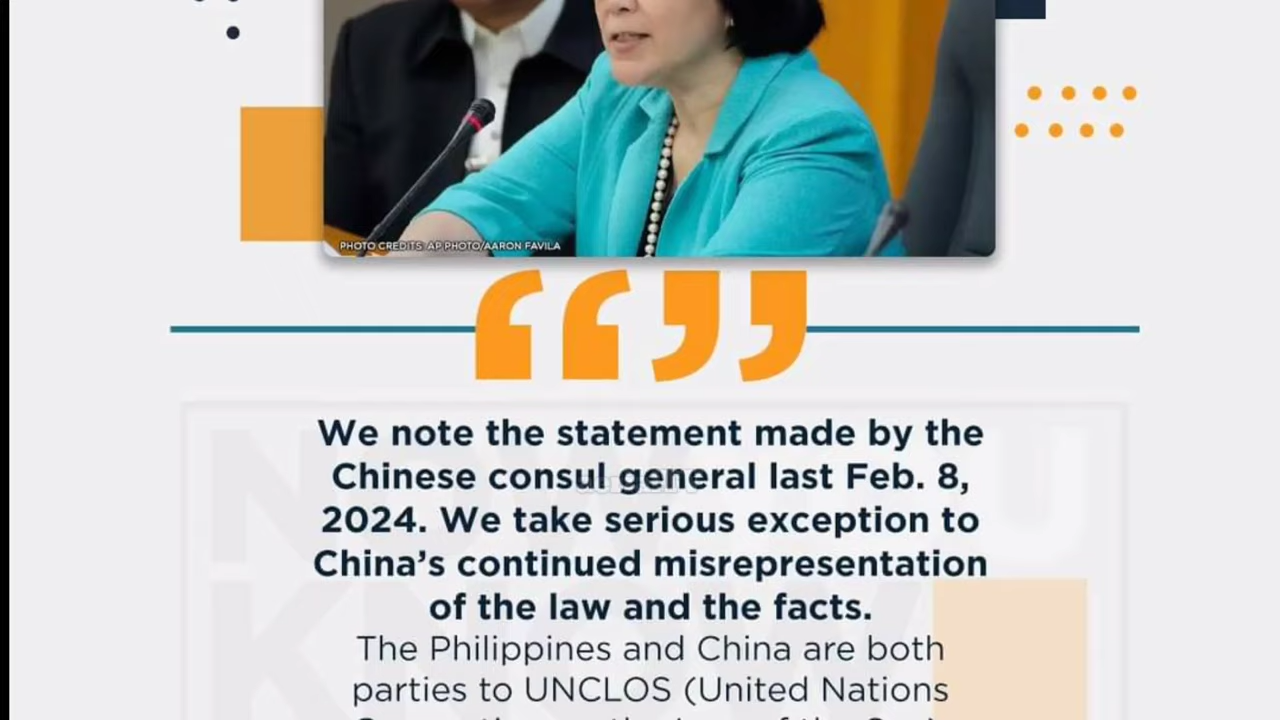 PHOTO CREDITS: AP PHOTO/AARON FAVILA
We note the statement made by the
Chinese consul general last Feb. 8,
2024. We take serious exception to
China’s continued misrepresentation
of the law and the facts.
The Philippines and China are both
parties to UNCLOS (United Nations